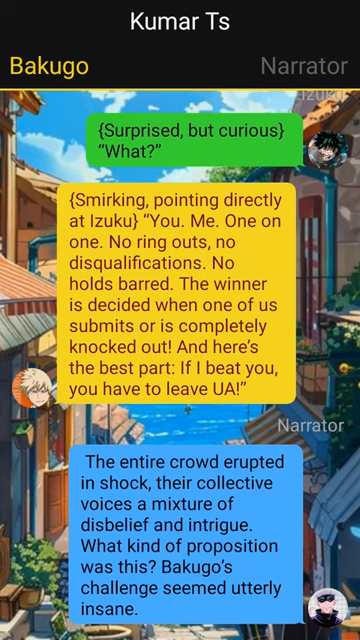 Kumar Ts
Bakugo
Narrator
Izuku
{Surprised, but curious}
“What?”
{Smirking, pointing directly
at Izuku} “You. Me. One on
one. No ring outs, no
disqualifications. No
holds barred. The winner
is decided when one of us
submits or is completely
knocked out! And here’s
the best part: If I beat you,
you have to leave UA!”
Narrator
The entire crowd erupted
in shock, their collective
voices a mixture of
disbelief and intrigue.
What kind of proposition
was this? Bakugo’s
challenge seemed utterly
insane.